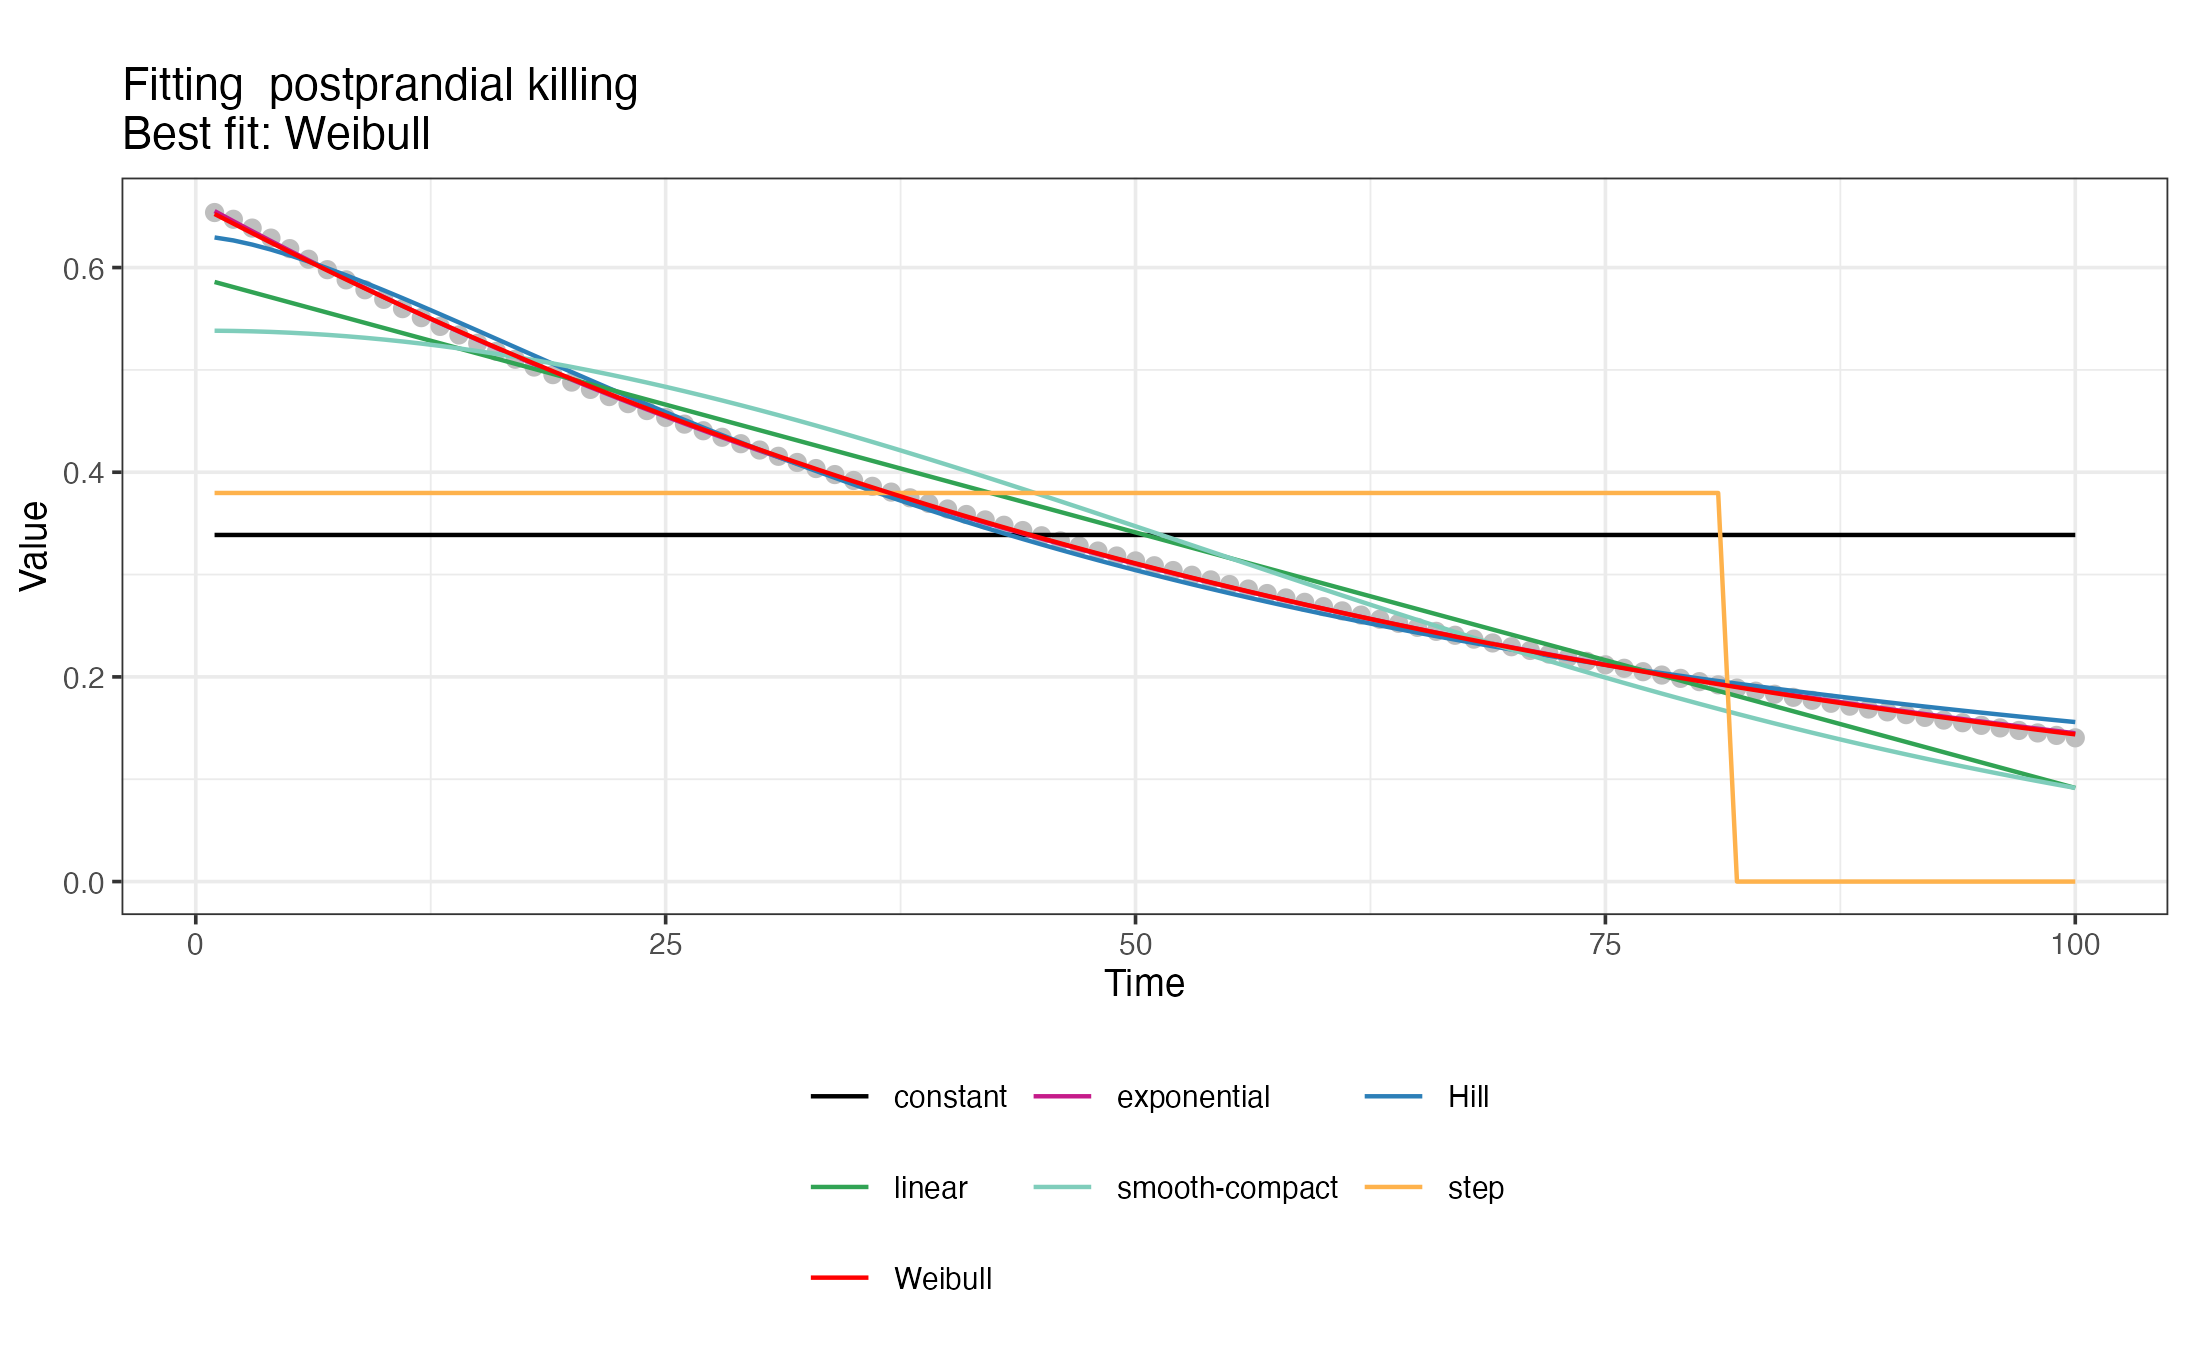 Fitting  postprandial killing
Best fit: Weibull
Value
0.6
0.4
0.2
0.0
0 25 50 75 100
Time
constant exponential Hill
linear smooth-compact step
Weibull